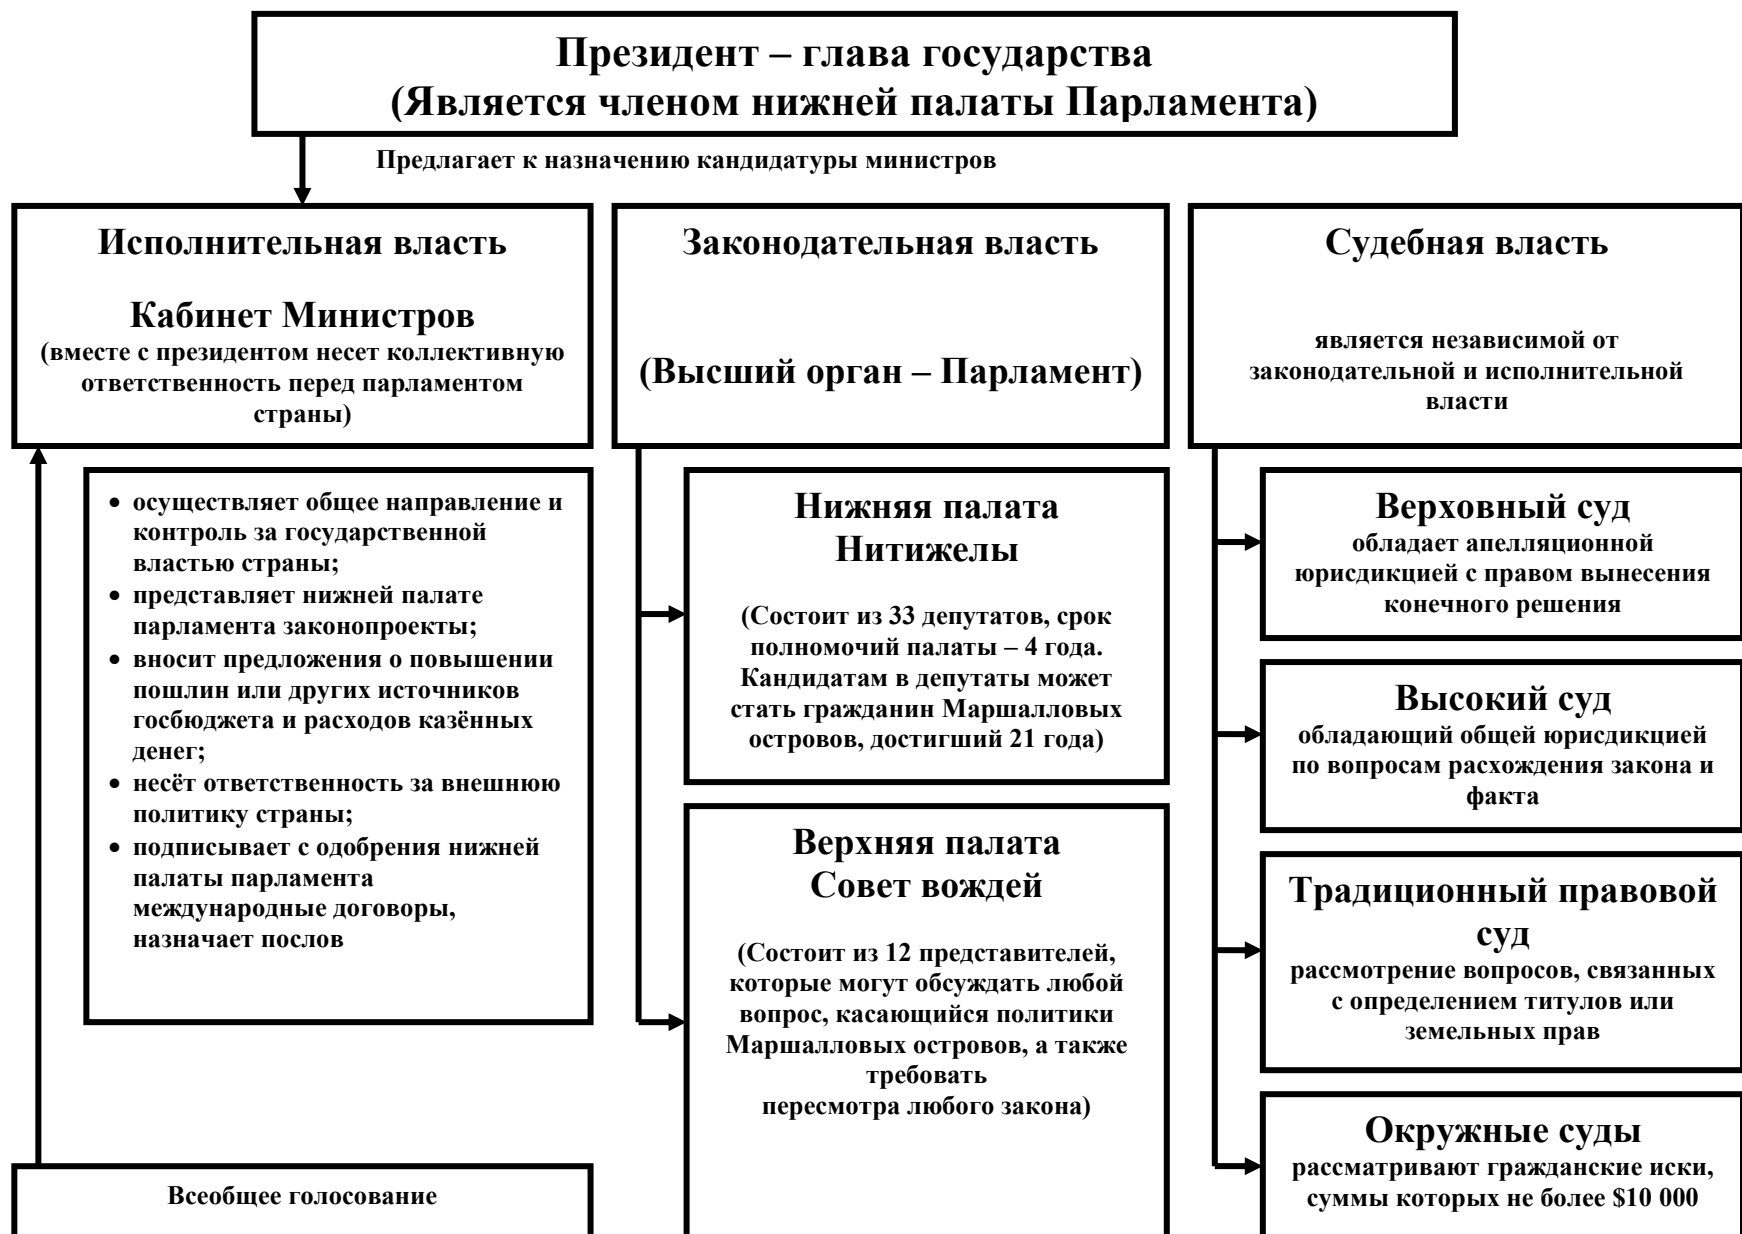 Президент – глава государства
(Является членом нижней палаты Парламента)
Предлагает к назначению кандидатуры министров
Исполнительная власть
Кабинет Министров
(вместе с президентом несет коллективную
ответственность перед парламентом
страны)
• осуществляет общее направление и
контроль за государственной
властью страны;
• представляет нижней палате
парламента законопроекты;
• вносит предложения о повышении
пошлин или других источников
госбюджета и расходов казённых
денег;
• несёт ответственность за внешнюю
политику страны;
• подписывает с одобрения нижней
палаты парламента
международные договоры,
назначает послов
Всеобщее голосование
Законодательная власть
(Высший орган – Парламент)
Нижняя палата
Нитижелы
(Состоит из 33 депутатов, срок
полномочий палаты – 4 года.
Кандидатам в депутаты может
стать гражданин Маршалловых
островов, достигший 21 года)
Верхняя палата
Совет вождей
(Состоит из 12 представителей,
которые могут обсуждать любой
вопрос, касающийся политики
Маршалловых островов, а также
требовать
пересмотра любого закона)
Судебная власть
является независимой от
законодательной и исполнительной
власти
Верховный суд
обладает апелляционной
юрисдикцией с правом вынесения
конечного решения
Высокий суд
обладающий общей юрисдикцией
по вопросам расхождения закона и
факта
Традиционный правовой
суд
рассмотрение вопросов, связанных
с определением титулов или
земельных прав
Окружные суды
рассматривают гражданские иски,
суммы которых не более $10 000